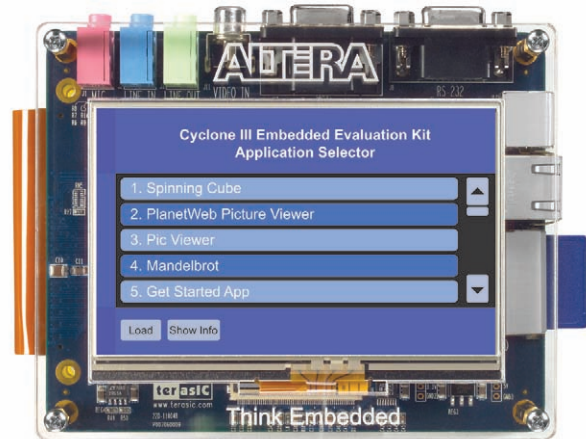 ALTERA
MIC
LINE IN
LINE OUT
VIDEO IN
RS 232
Cyclone III Embedded Evaluation Kit
Application Selector
1. Spinning Cube
2. PlanetWeb Picture Viewer
3. Pic Viewer
4. Mandelbrot
5. Get Started App
Load
Show Info
terasIC
www.terasic.com
Think Embedded